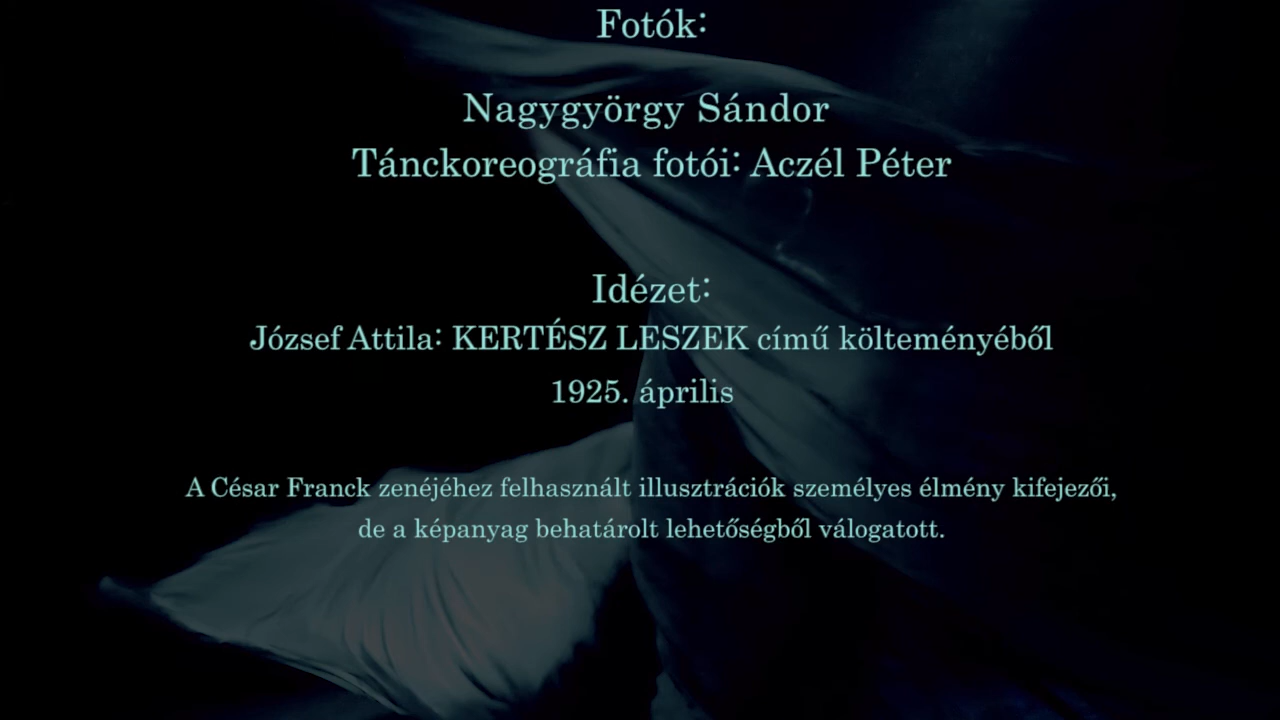 Fotók:
Nagygyörgy Sándor
Tánckoreográfia fotói: Aczél Péter
Idézet:
József Attila: KERTÉSZ LESZEK című költeményéből
1925. április
A César Franck zenéjéhez felhasznált illusztrációk személyes élmény kifejezői,
de a képanyag behatárolt lehetőségből válogatott.